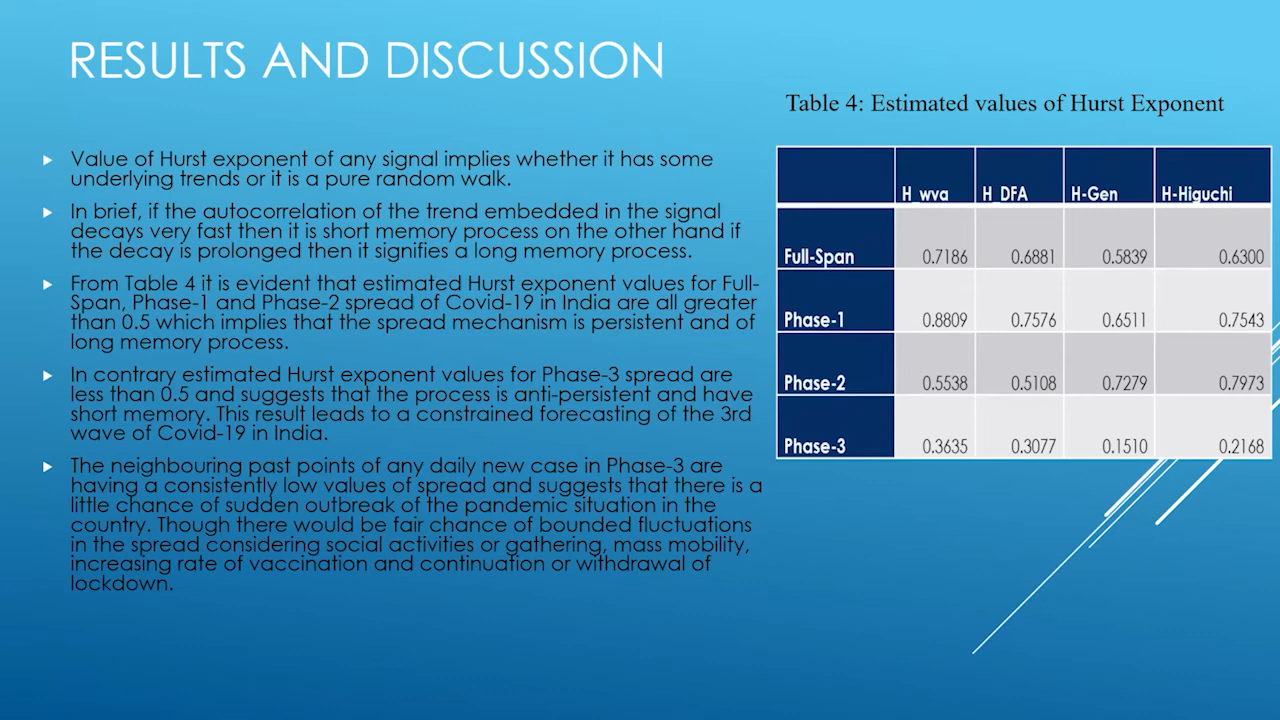 RESULTS AND DISCUSSION
Value of Hurst exponent of any signal implies whether it has some
underlying trends or it is a pure random walk.
In brief, if the autocorrelation of the trend embedded in the signal
decays very fast then it is short memory process on the other hand if
the decay is prolonged then it signifies a long memory process.
From Table 4 it is evident that estimated Hurst exponent values for Full-
Span, Phase-1 and Phase-2 spread of Covid-19 in India are all greater
than 0.5 which implies that the spread mechanism is persistent and of
long memory process.
In contrary estimated Hurst exponent values for Phase-3 spread are
less than 0.5 and suggests that the process is anti-persistent and have
short memory. This result leads to a constrained forecasting of the 3rd
wave of Covid-19 in India.
The neighbouring past points of any daily new case in Phase-3 are
having a consistently low values of spread and suggests that there is a
little chance of sudden outbreak of the pandemic situation in the
country. Though there would be fair chance of bounded fluctuations
in the spread considering social activities or gathering, mass mobility,
increasing rate of vaccination and continuation or withdrawal of
lockdown.
Table 4: Estimated values of Hurst Exponent
H_wva H_DFA H-Gen H-Higuchi
Full-Span 0.7186 0.6881 0.5839 0.6300
Phase-1 0.8809 0.7576 0.6511 0.7543
Phase-2 0.5538 0.5108 0.7279 0.7973
Phase-3 0.3635 0.3077 0.1510 0.2168